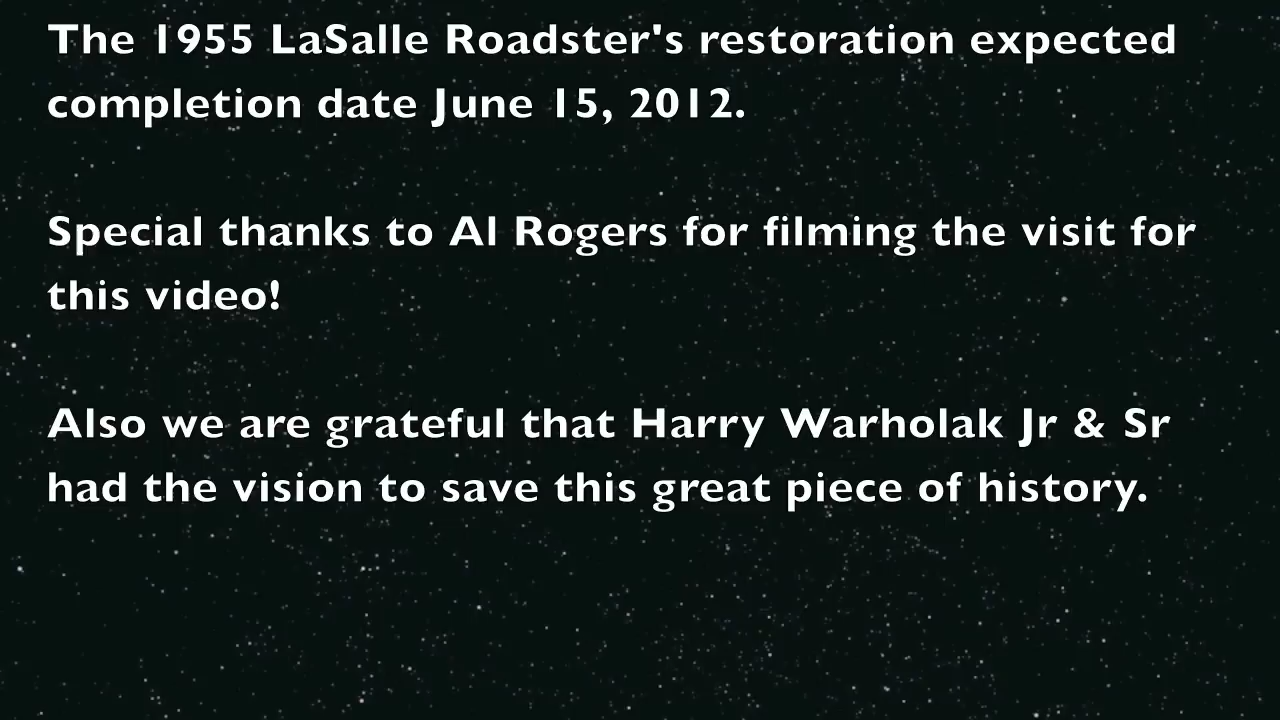 The 1955 LaSalle Roadster's restoration expected
completion date June 15, 2012.
Special thanks to Al Rogers for filming the visit for
this video!
Also we are grateful that Harry Warholak Jr & Sr
had the vision to save this great piece of history.